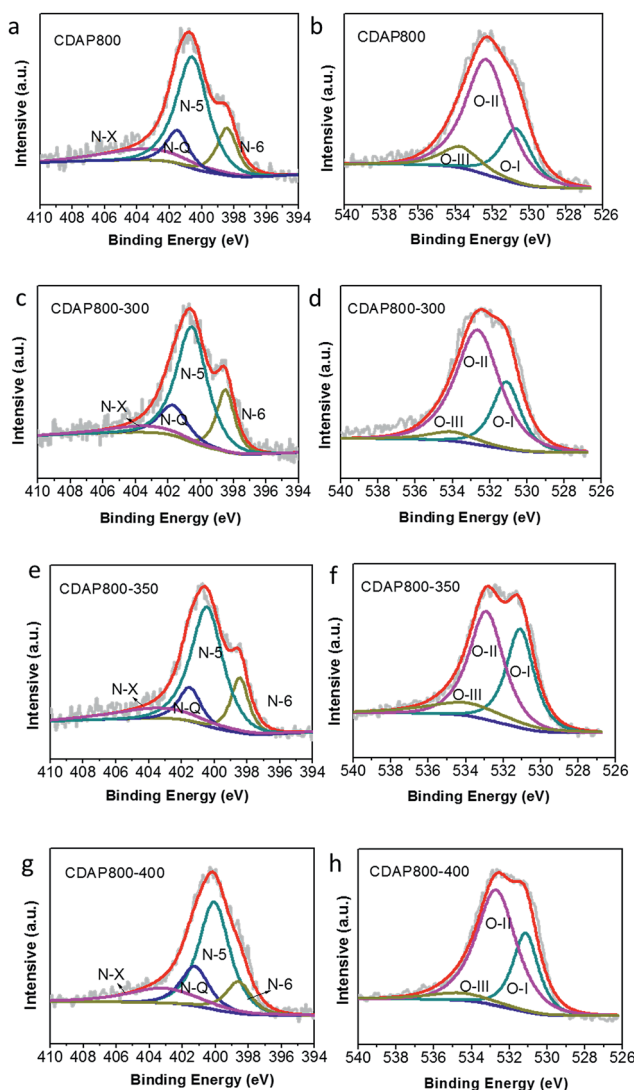 a
CDAP800
N-5
N-X
N-Q
N-6
Intensive (a.u.)
410 408 406 404 402 400 398 396 394
Binding Energy (eV)
b
CDAP800
O-II
O-III
O-I
Intensive (a.u.)
540 538 536 534 532 530 528 526
Binding Energy (eV)
c
CDAP800-300
N-5
N-X
N-Q
N-6
Intensive (a.u.)
410 408 406 404 402 400 398 396 394
Binding Energy (eV)
d
CDAP800-300
O-II
O-III
O-I
Intensive (a.u.)
540 538 536 534 532 530 528 526
Binding Energy (eV)
e
CDAP800-350
N-5
N-X
N-Q
N-6
Intensive (a.u.)
410 408 406 404 402 400 398 396 394
Binding Energy (eV)
f
CDAP800-350
O-II
O-I
O-III
Intensive (a.u.)
540 538 536 534 532 530 528 526
Binding Energy (eV)
g
CDAP800-400
N-5
N-X
N-Q
N-6
Intensive (a.u.)
410 408 406 404 402 400 398 396 394
Binding Energy (eV)
h
CDAP800-400
O-II
O-III
O-I
Intensive (a.u.)
540 538 536 534 532 530 528 526
Binding Energy (eV)